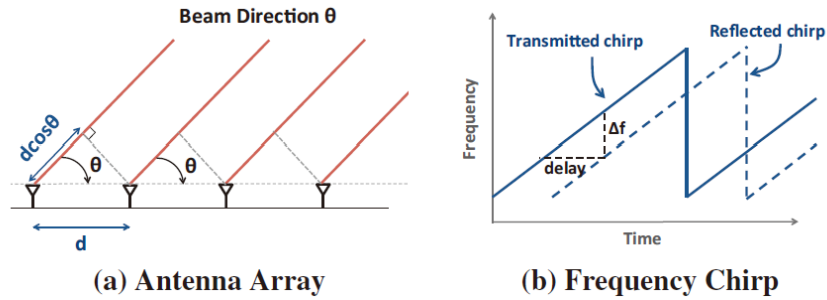 Beam Direction θ
dcosθ
θ
θ
d
(a) Antenna Array
Transmitted chirp
Reflected chirp
Frequency
Δf
delay
Time
(b) Frequency Chirp